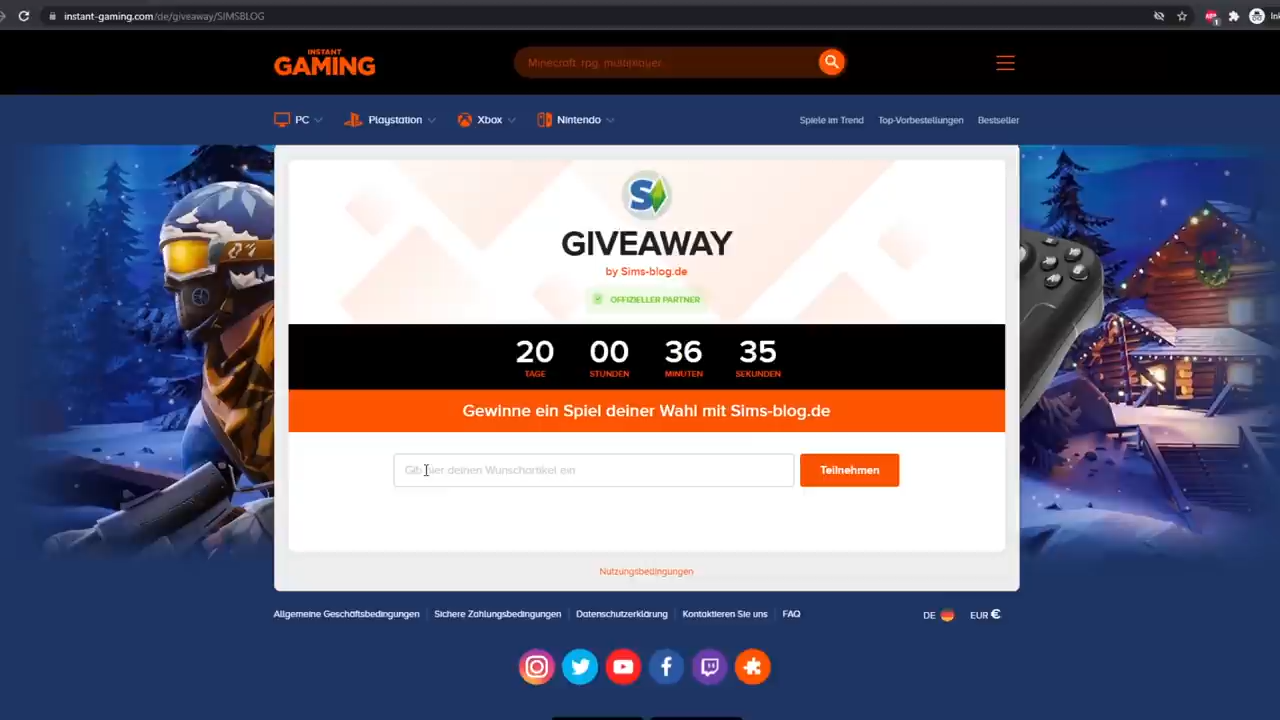 instant-gaming.com/de/giveaway/SIMSBLOG
INSTANT
GAMING
Minecraft, rpg, multiplayer
PC
Playstation
Xbox
Nintendo
Spiele im Trend
Top-Vorbestellungen
Bestseller
S
GIVEAWAY
by Sims-blog.de
OFFIZIELLER PARTNER
20 00 36 35
TAGE STUNDEN MINUTEN SEKUNDEN
Gewinne ein Spiel deiner Wahl mit Sims-blog.de
Gib hier deinen Wunschartikel ein
Teilnehmen
Nutzungsbedingungen
Allgemeine Geschäftsbedingungen
Sichere Zahlungsbedingungen
Datenschutzerklärung
Kontaktieren Sie uns
FAQ
DE
EUR €